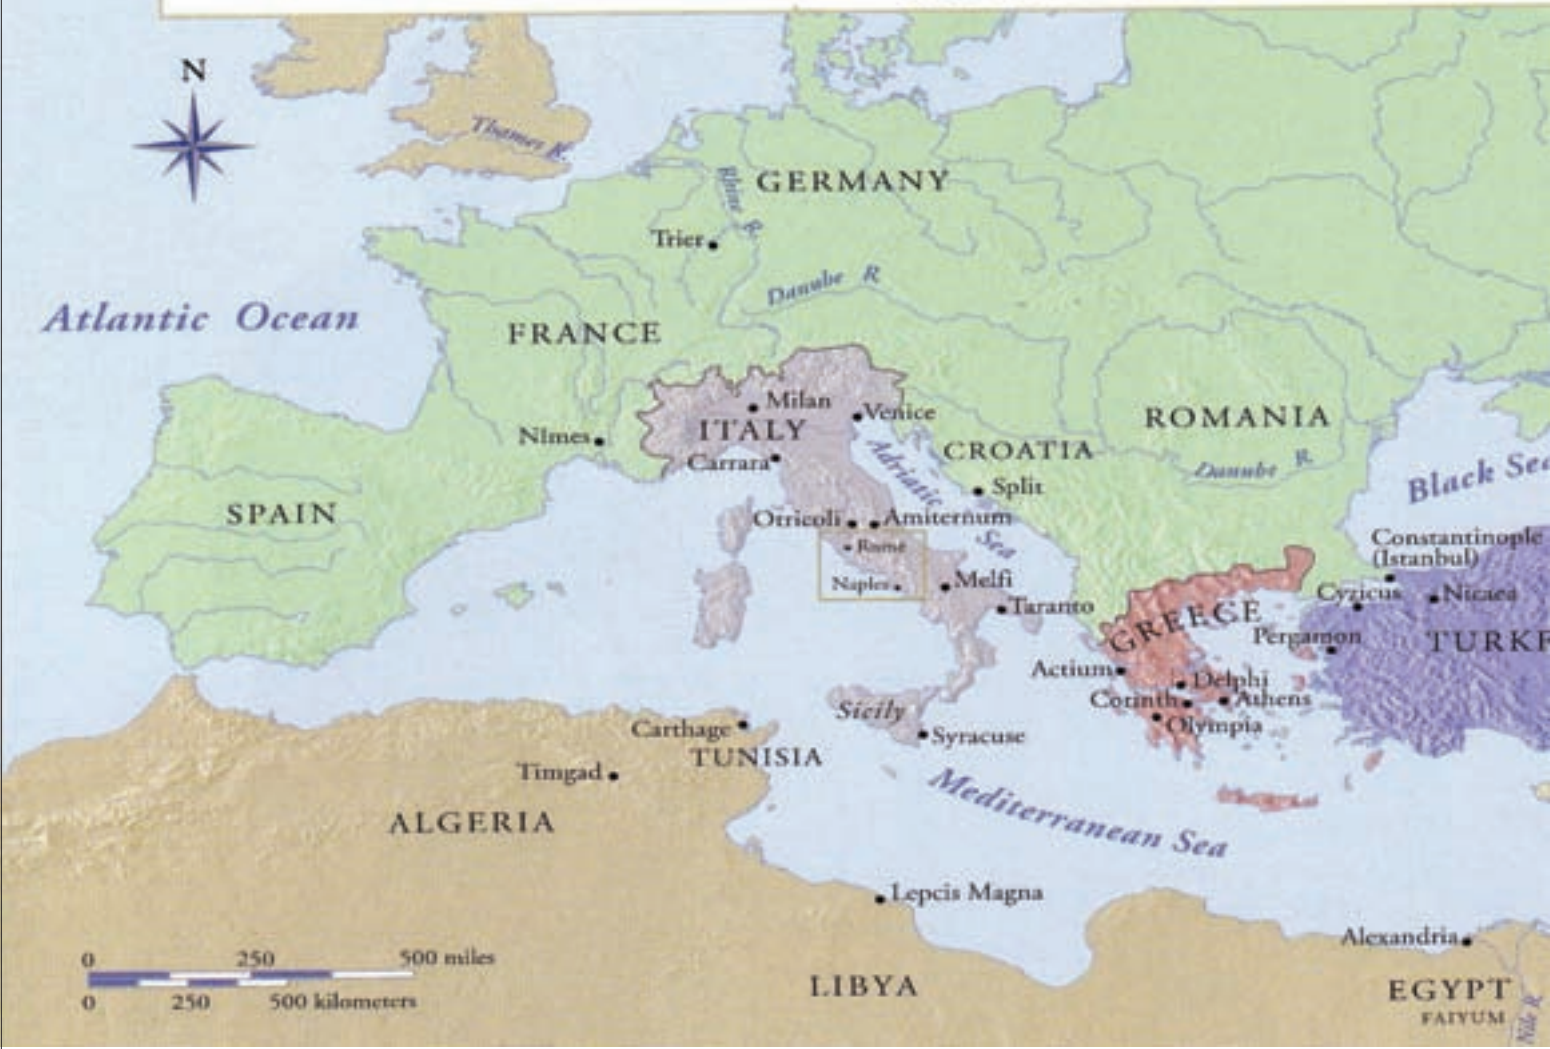 N
Thames R.
GERMANY
Rhine R.
Trier
Danube R
Atlantic Ocean
FRANCE
Milan
Venice
ROMANIA
ITALY
Nîmes
CROATIA
Carrara
Adriatic Sea
Danube R.
Black Sea
Split
SPAIN
Otricoli
Amiternum
Rome
Constantinople
(Istanbul)
Naples
Melfi
Cyzicus
Nicaea
Taranto
GREECE
Pergamon
TURKE
Actium
Delphi
Corinth
Athens
Sicily
Olympia
Carthage
Syracuse
TUNISIA
Timgad
Mediterranean Sea
ALGERIA
Lepcis Magna
Alexandria
0 250 500 miles
LIBYA
EGYPT
0 250 500 kilometers
FAIYUM
Nile R.